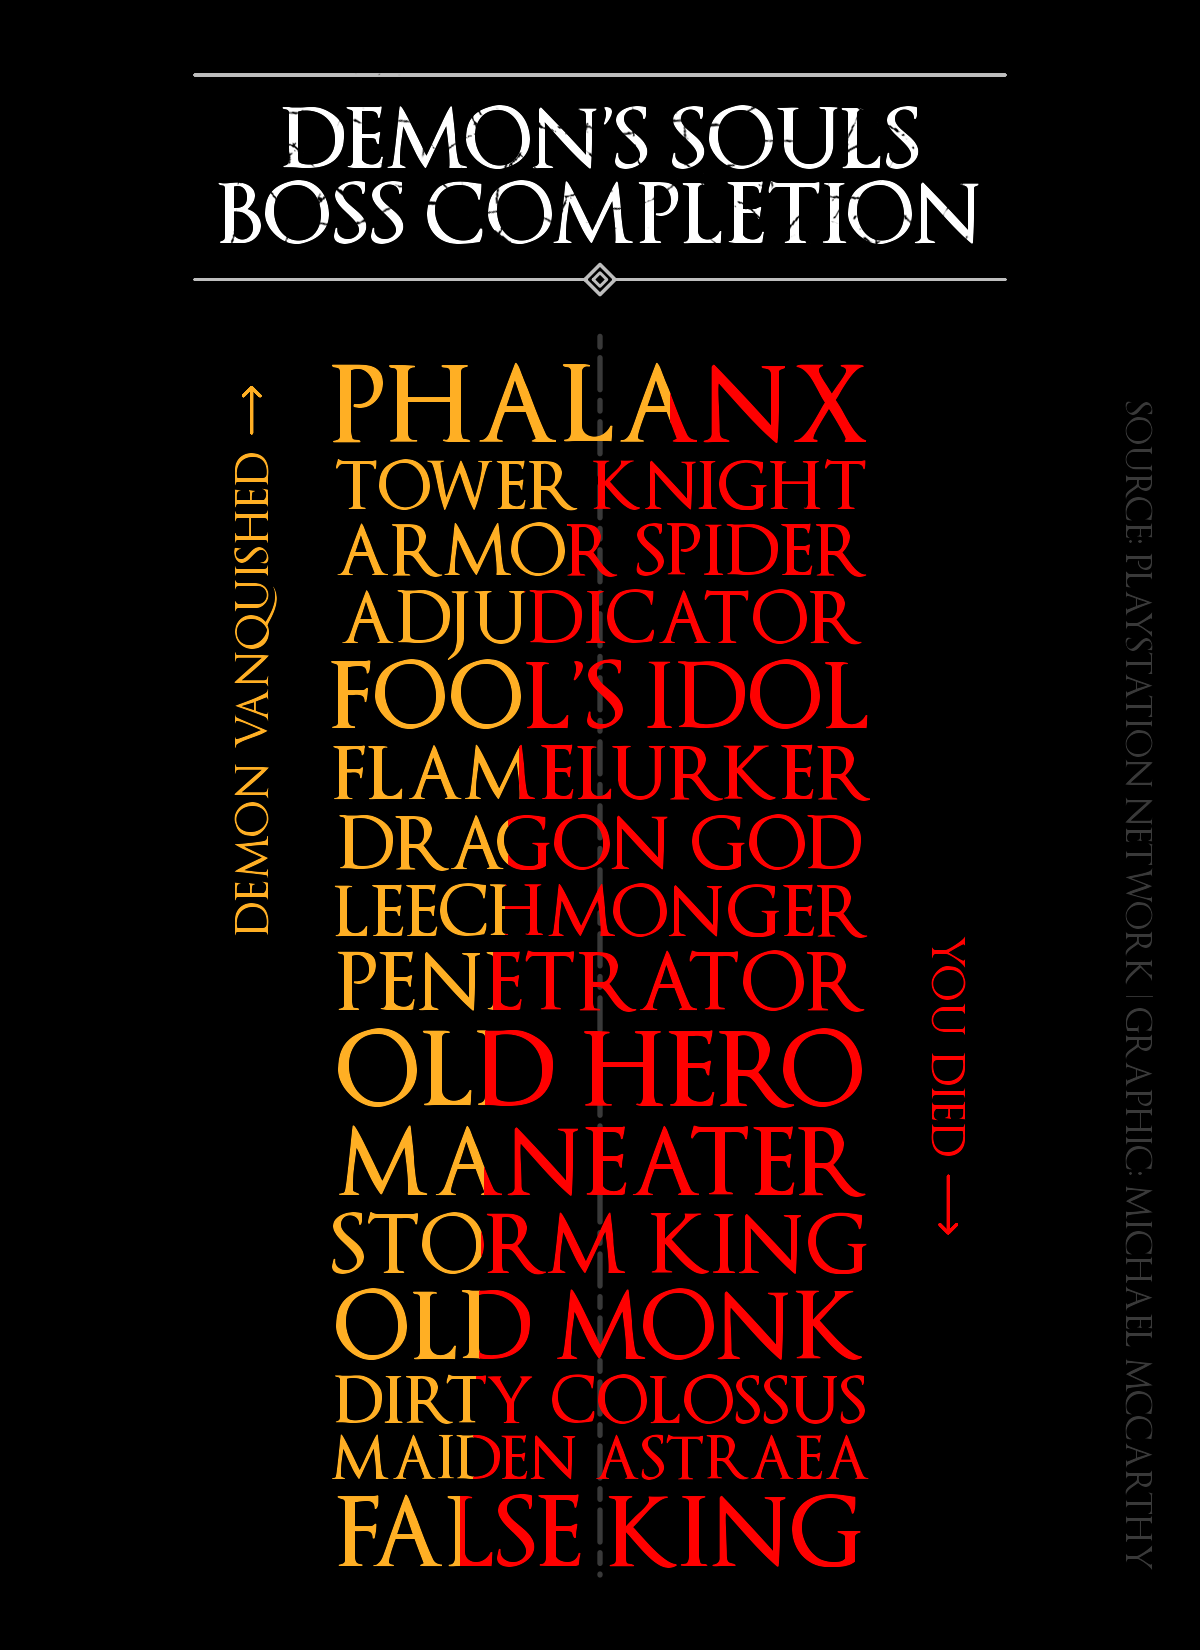 DEMON'S SOULS
BOSS COMPLETION
DEMON VANQUISHED →
PHALANX
TOWER KNIGHT
ARMOR SPIDER
ADJUDICATOR
FOOL'S IDOL
FLAMELURKER
DRAGON GOD
LEECHMONGER
PENETRATOR
OLD HERO
MANEATER
STORM KING
OLD MONK
DIRTY COLOSSUS
MAIDEN ASTRAEA
FALSE KING
YOU DIED →
SOURCE: PLAYSTATION NETWORK | GRAPHIC: MICHAEL MCCARTHY